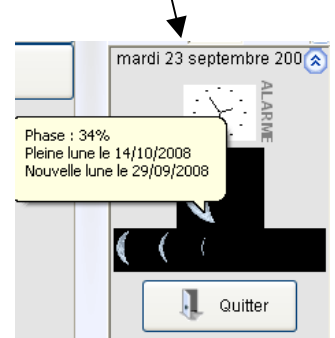 mardi 23 septembre 200
ALARME
Phase : 34%
Pleine lune le 14/10/2008
Nouvelle lune le 29/09/2008
Quitter